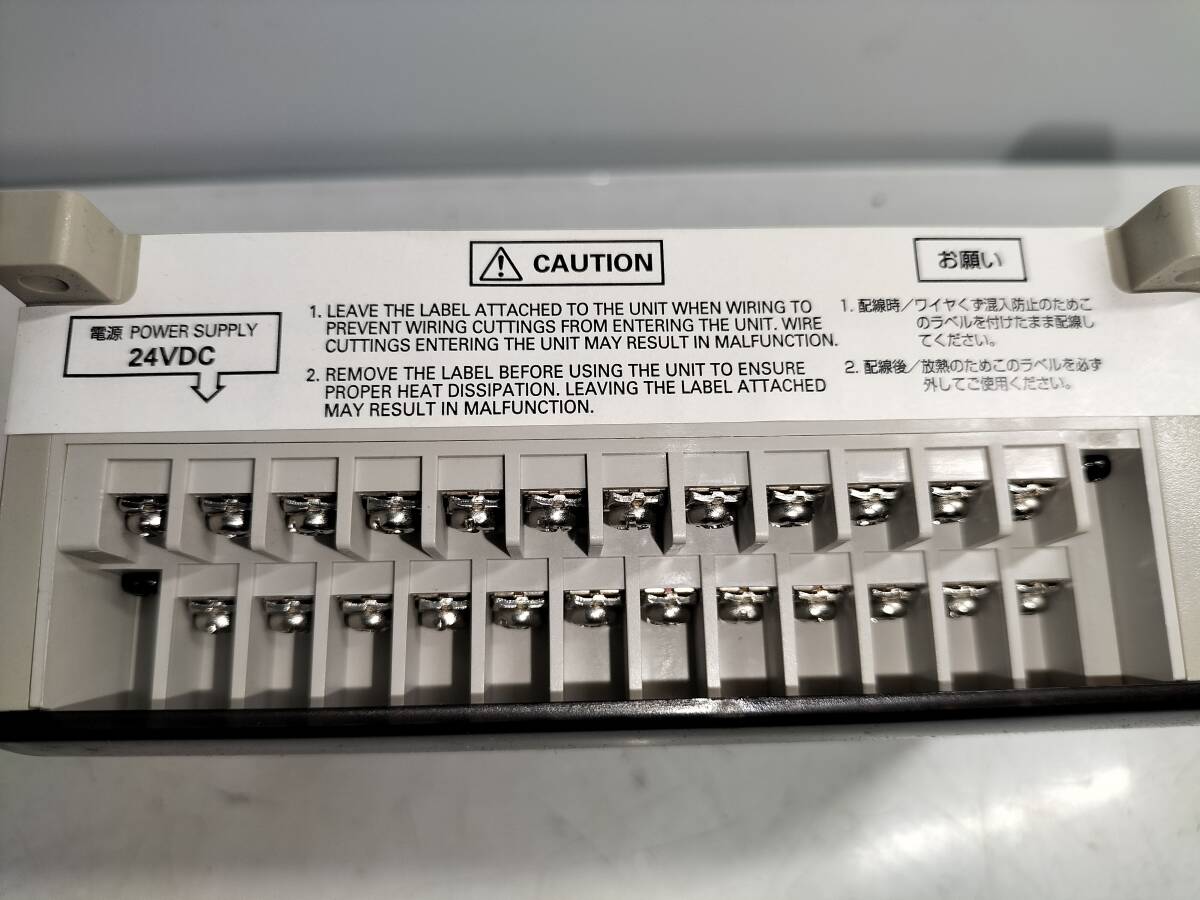 電源 POWER SUPPLY
24VDC
CAUTION
1. LEAVE THE LABEL ATTACHED TO THE UNIT WHEN WIRING TO
PREVENT WIRING CUTTINGS FROM ENTERING THE UNIT. WIRE
CUTTINGS ENTERING THE UNIT MAY RESULT IN MALFUNCTION.
2. REMOVE THE LABEL BEFORE USING THE UNIT TO ENSURE
PROPER HEAT DISSIPATION. LEAVING THE LABEL ATTACHED
MAY RESULT IN MALFUNCTION.
お願い
1. 配線時/ワイヤくず混入防止のためこ
のラベルを付けたまま配線し
てください。
2. 配線後/放熱のためこのラベルを必ず
外してご使用ください。